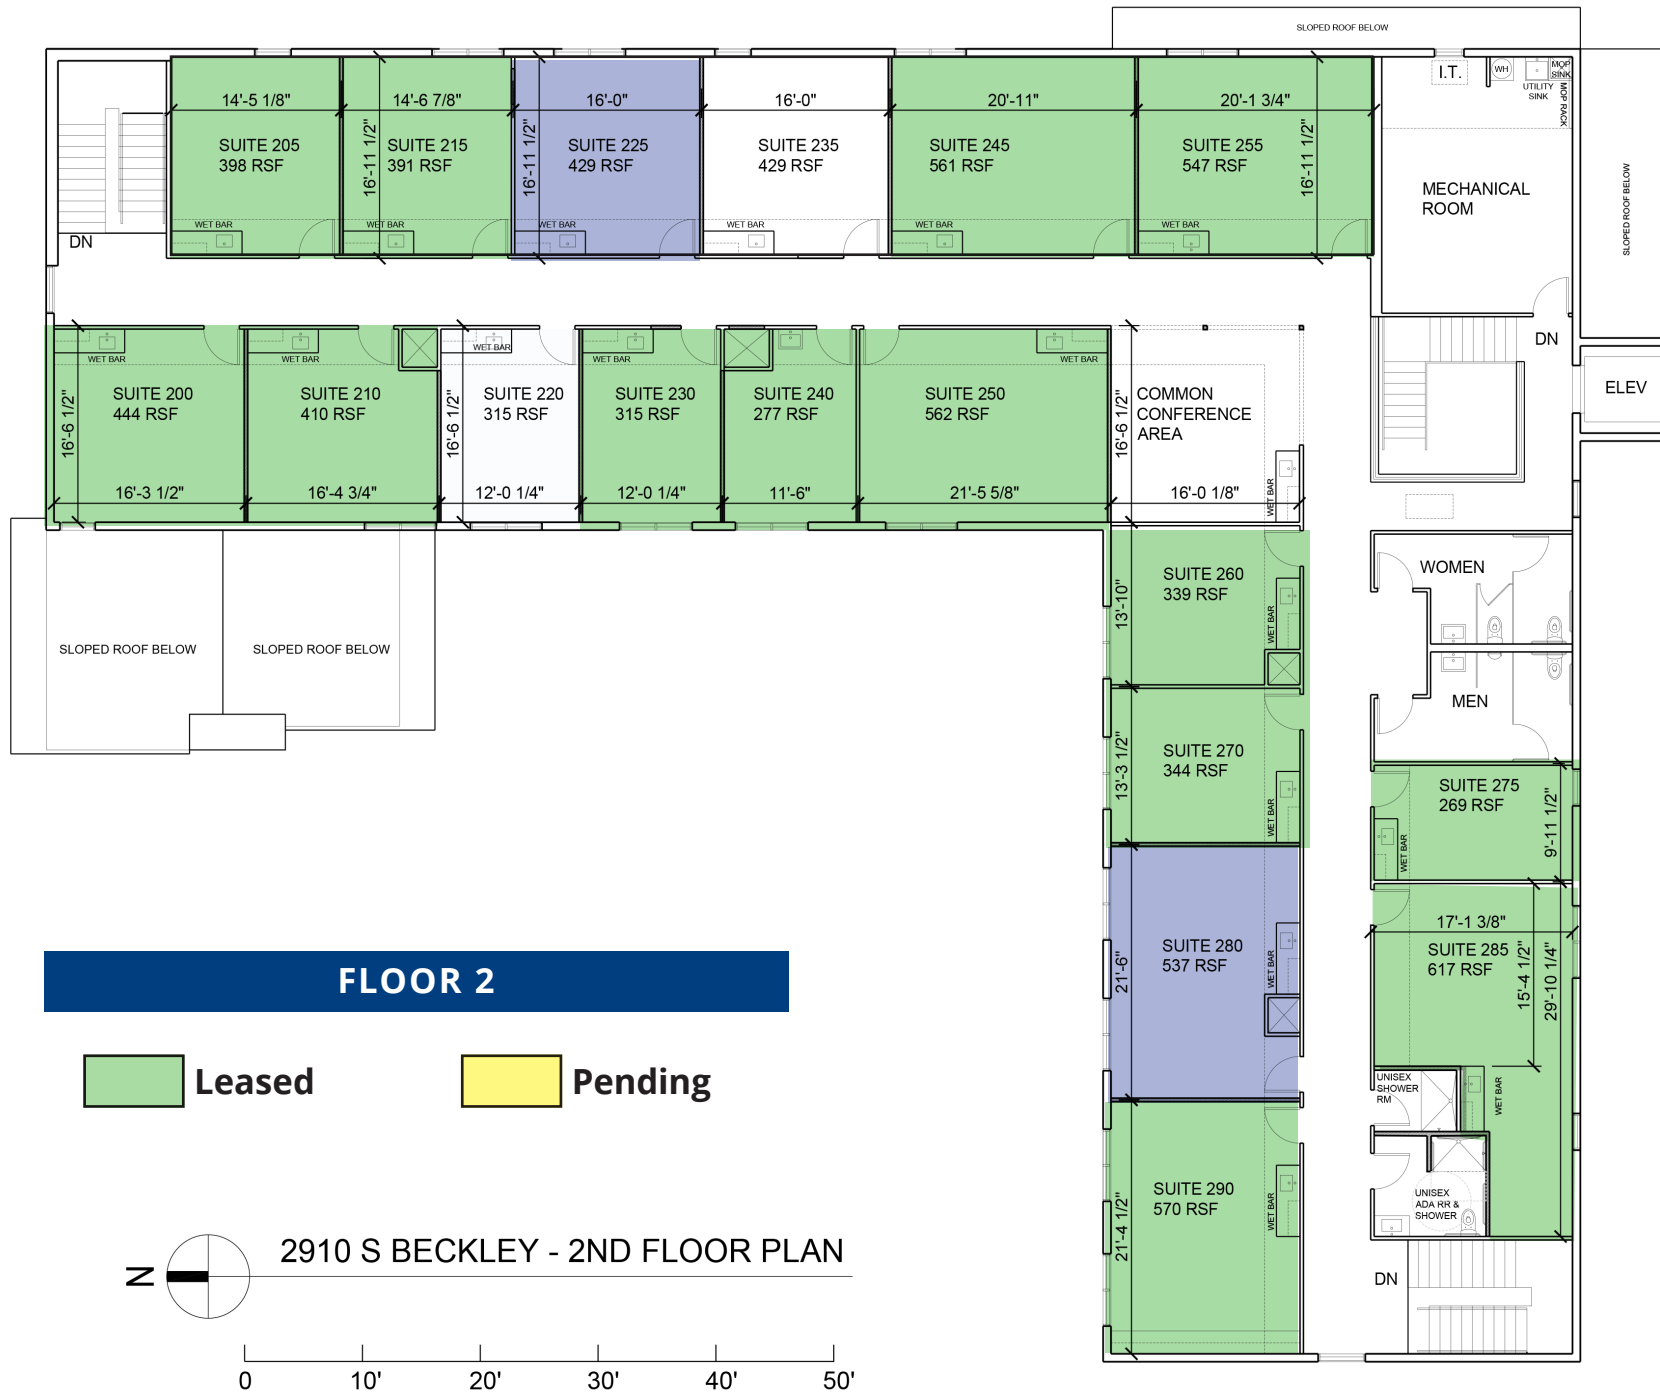 SLOPED ROOF BELOW
I.T.
WH
MOP
SINK
UTILITY
SINK
MOP RACK
14'-5 1/8"
14'-6 7/8"
16'-0"
16'-0"
20'-11"
20'-1 3/4"
SUITE 205
398 RSF
SUITE 215
391 RSF
SUITE 225
429 RSF
SUITE 235
429 RSF
SUITE 245
561 RSF
SUITE 255
547 RSF
16'-11 1/2"
16'-11 1/2"
16'-11 1/2"
MECHANICAL
ROOM
SLOPED ROOF BELOW
WET BAR
WET BAR
WET BAR
WET BAR
WET BAR
WET BAR
DN
DN
ELEV
WET BAR
WET BAR
WET BAR
WET BAR
WET BAR
SUITE 200
444 RSF
SUITE 210
410 RSF
SUITE 220
315 RSF
SUITE 230
315 RSF
SUITE 240
277 RSF
SUITE 250
562 RSF
COMMON
CONFERENCE
AREA
16'-6 1/2"
16'-6 1/2"
16'-6 1/2"
16'-3 1/2"
16'-4 3/4"
12'-0 1/4"
12'-0 1/4"
11'-6"
21'-5 5/8"
16'-0 1/8"
WET BAR
SUITE 260
339 RSF
13'-10"
WET BAR
WOMEN
SLOPED ROOF BELOW
SLOPED ROOF BELOW
MEN
SUITE 270
344 RSF
13'-3 1/2"
WET BAR
SUITE 275
269 RSF
9'-11 1/2"
WET BAR
SUITE 280
537 RSF
21'-6"
WET BAR
17'-1 3/8"
SUITE 285
617 RSF
15'-4 1/2"
29'-10 1/4"
FLOOR 2
Leased
Pending
UNISEX
SHOWER
RM
WET BAR
SUITE 290
570 RSF
21'-4 1/2"
WET BAR
UNISEX
ADA RR &
SHOWER
N
2910 S BECKLEY - 2ND FLOOR PLAN
DN
0
10'
20'
30'
40'
50'